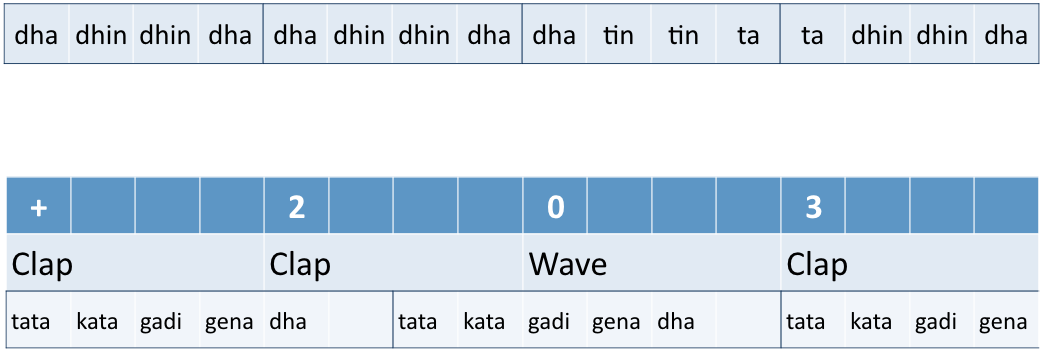 dha dhin dhin dha dha dhin dhin dha dha tin tin ta ta dhin dhin dha
+ 2 0 3
Clap Clap Wave Clap
tata kata gadi gena dha tata kata gadi gena dha tata kata gadi gena